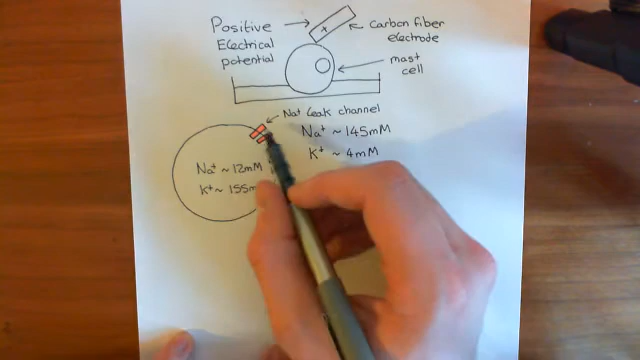 Positive
Electrical
potential
+
Carbon fiber
electrode
mast
cell
Na+ Leak channel
Na+ ~ 145mM
K+ ~ 4mM
Na+ ~ 12mM
K+ ~ 155m